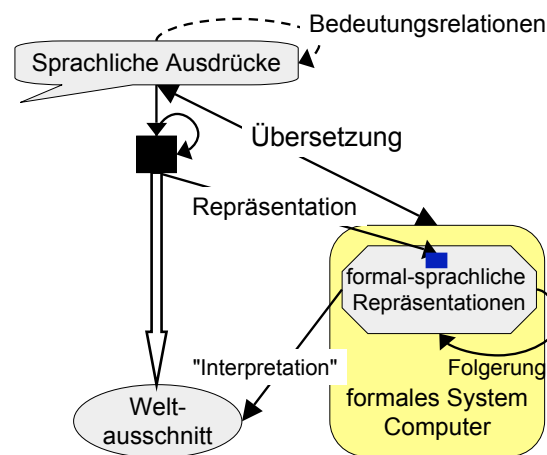 Bedeutungsrelationen
Sprachliche Ausdrücke
Übersetzung
Repräsentation
formal-sprachliche
Repräsentationen
"Interpretation"
Folgerung
Welt-
ausschnitt
formales System
Computer